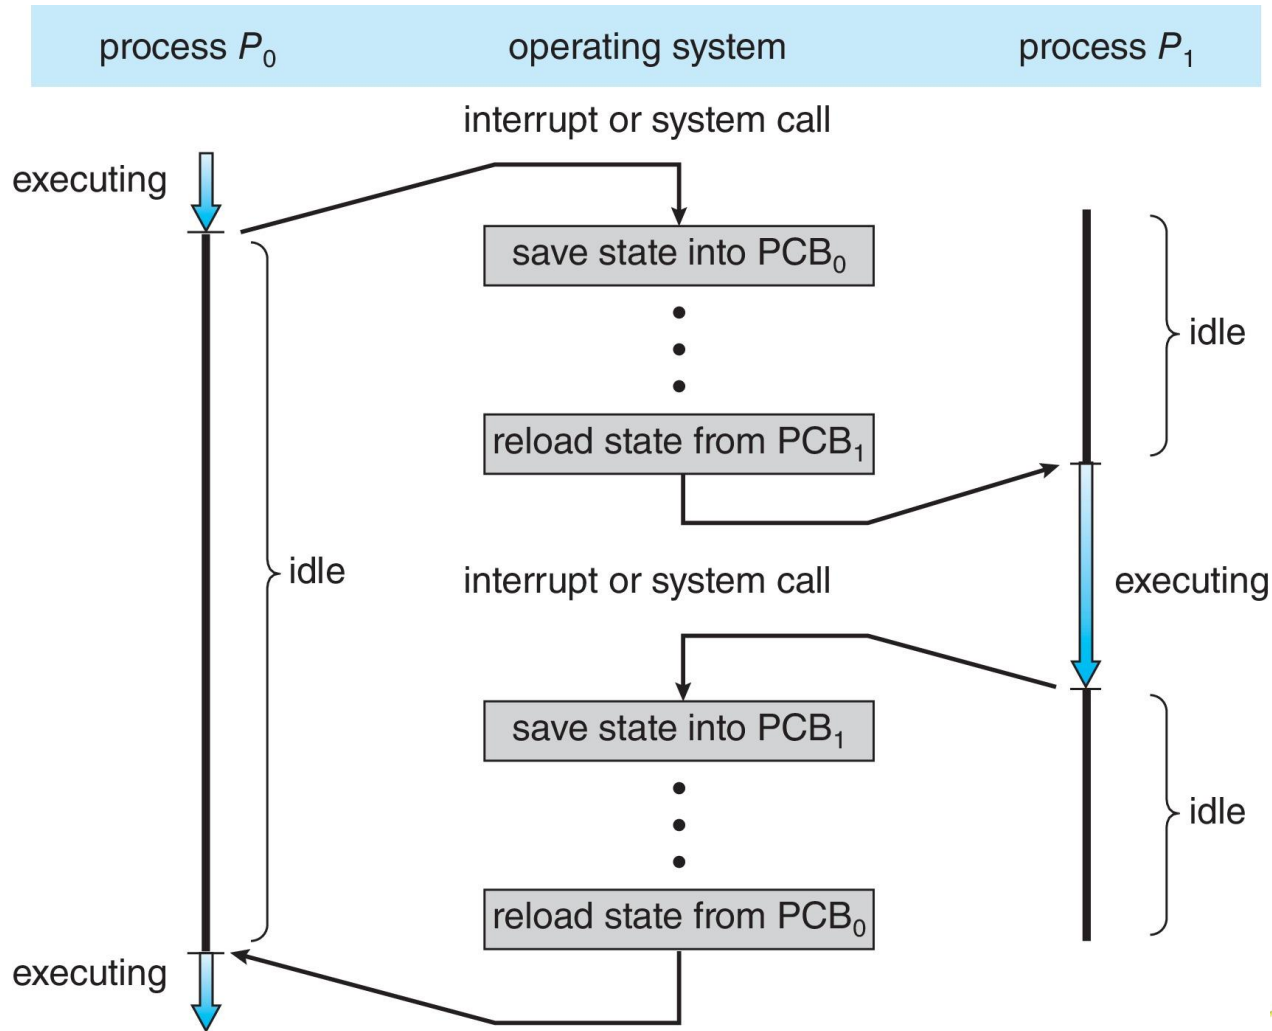 process P₀ operating system process P₁
interrupt or system call
executing
save state into PCB₀
idle
reload state from PCB₁
idle
interrupt or system call
executing
save state into PCB₁
idle
reload state from PCB₀
executing